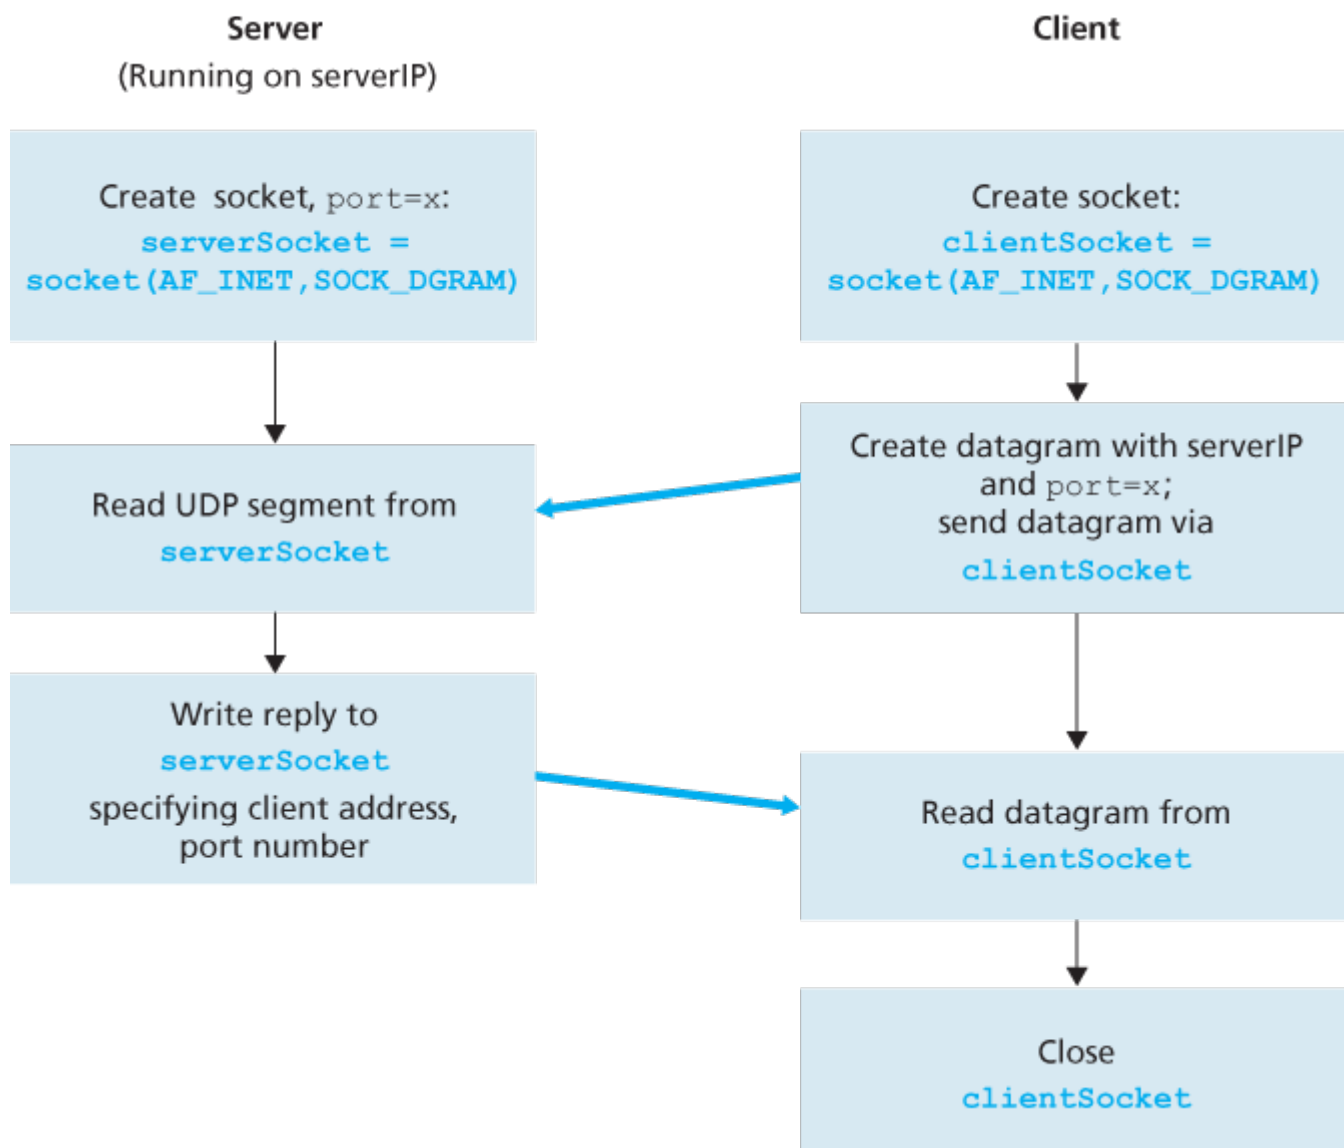 Server
(Running on serverIP)
Create socket, port=x:
serverSocket =
socket(AF_INET,SOCK_DGRAM)
Read UDP segment from
serverSocket
Write reply to
serverSocket
specifying client address,
port number
Client
Create socket:
clientSocket =
socket(AF_INET,SOCK_DGRAM)
Create datagram with serverIP
and port=x;
send datagram via
clientSocket
Read datagram from
clientSocket
Close
clientSocket